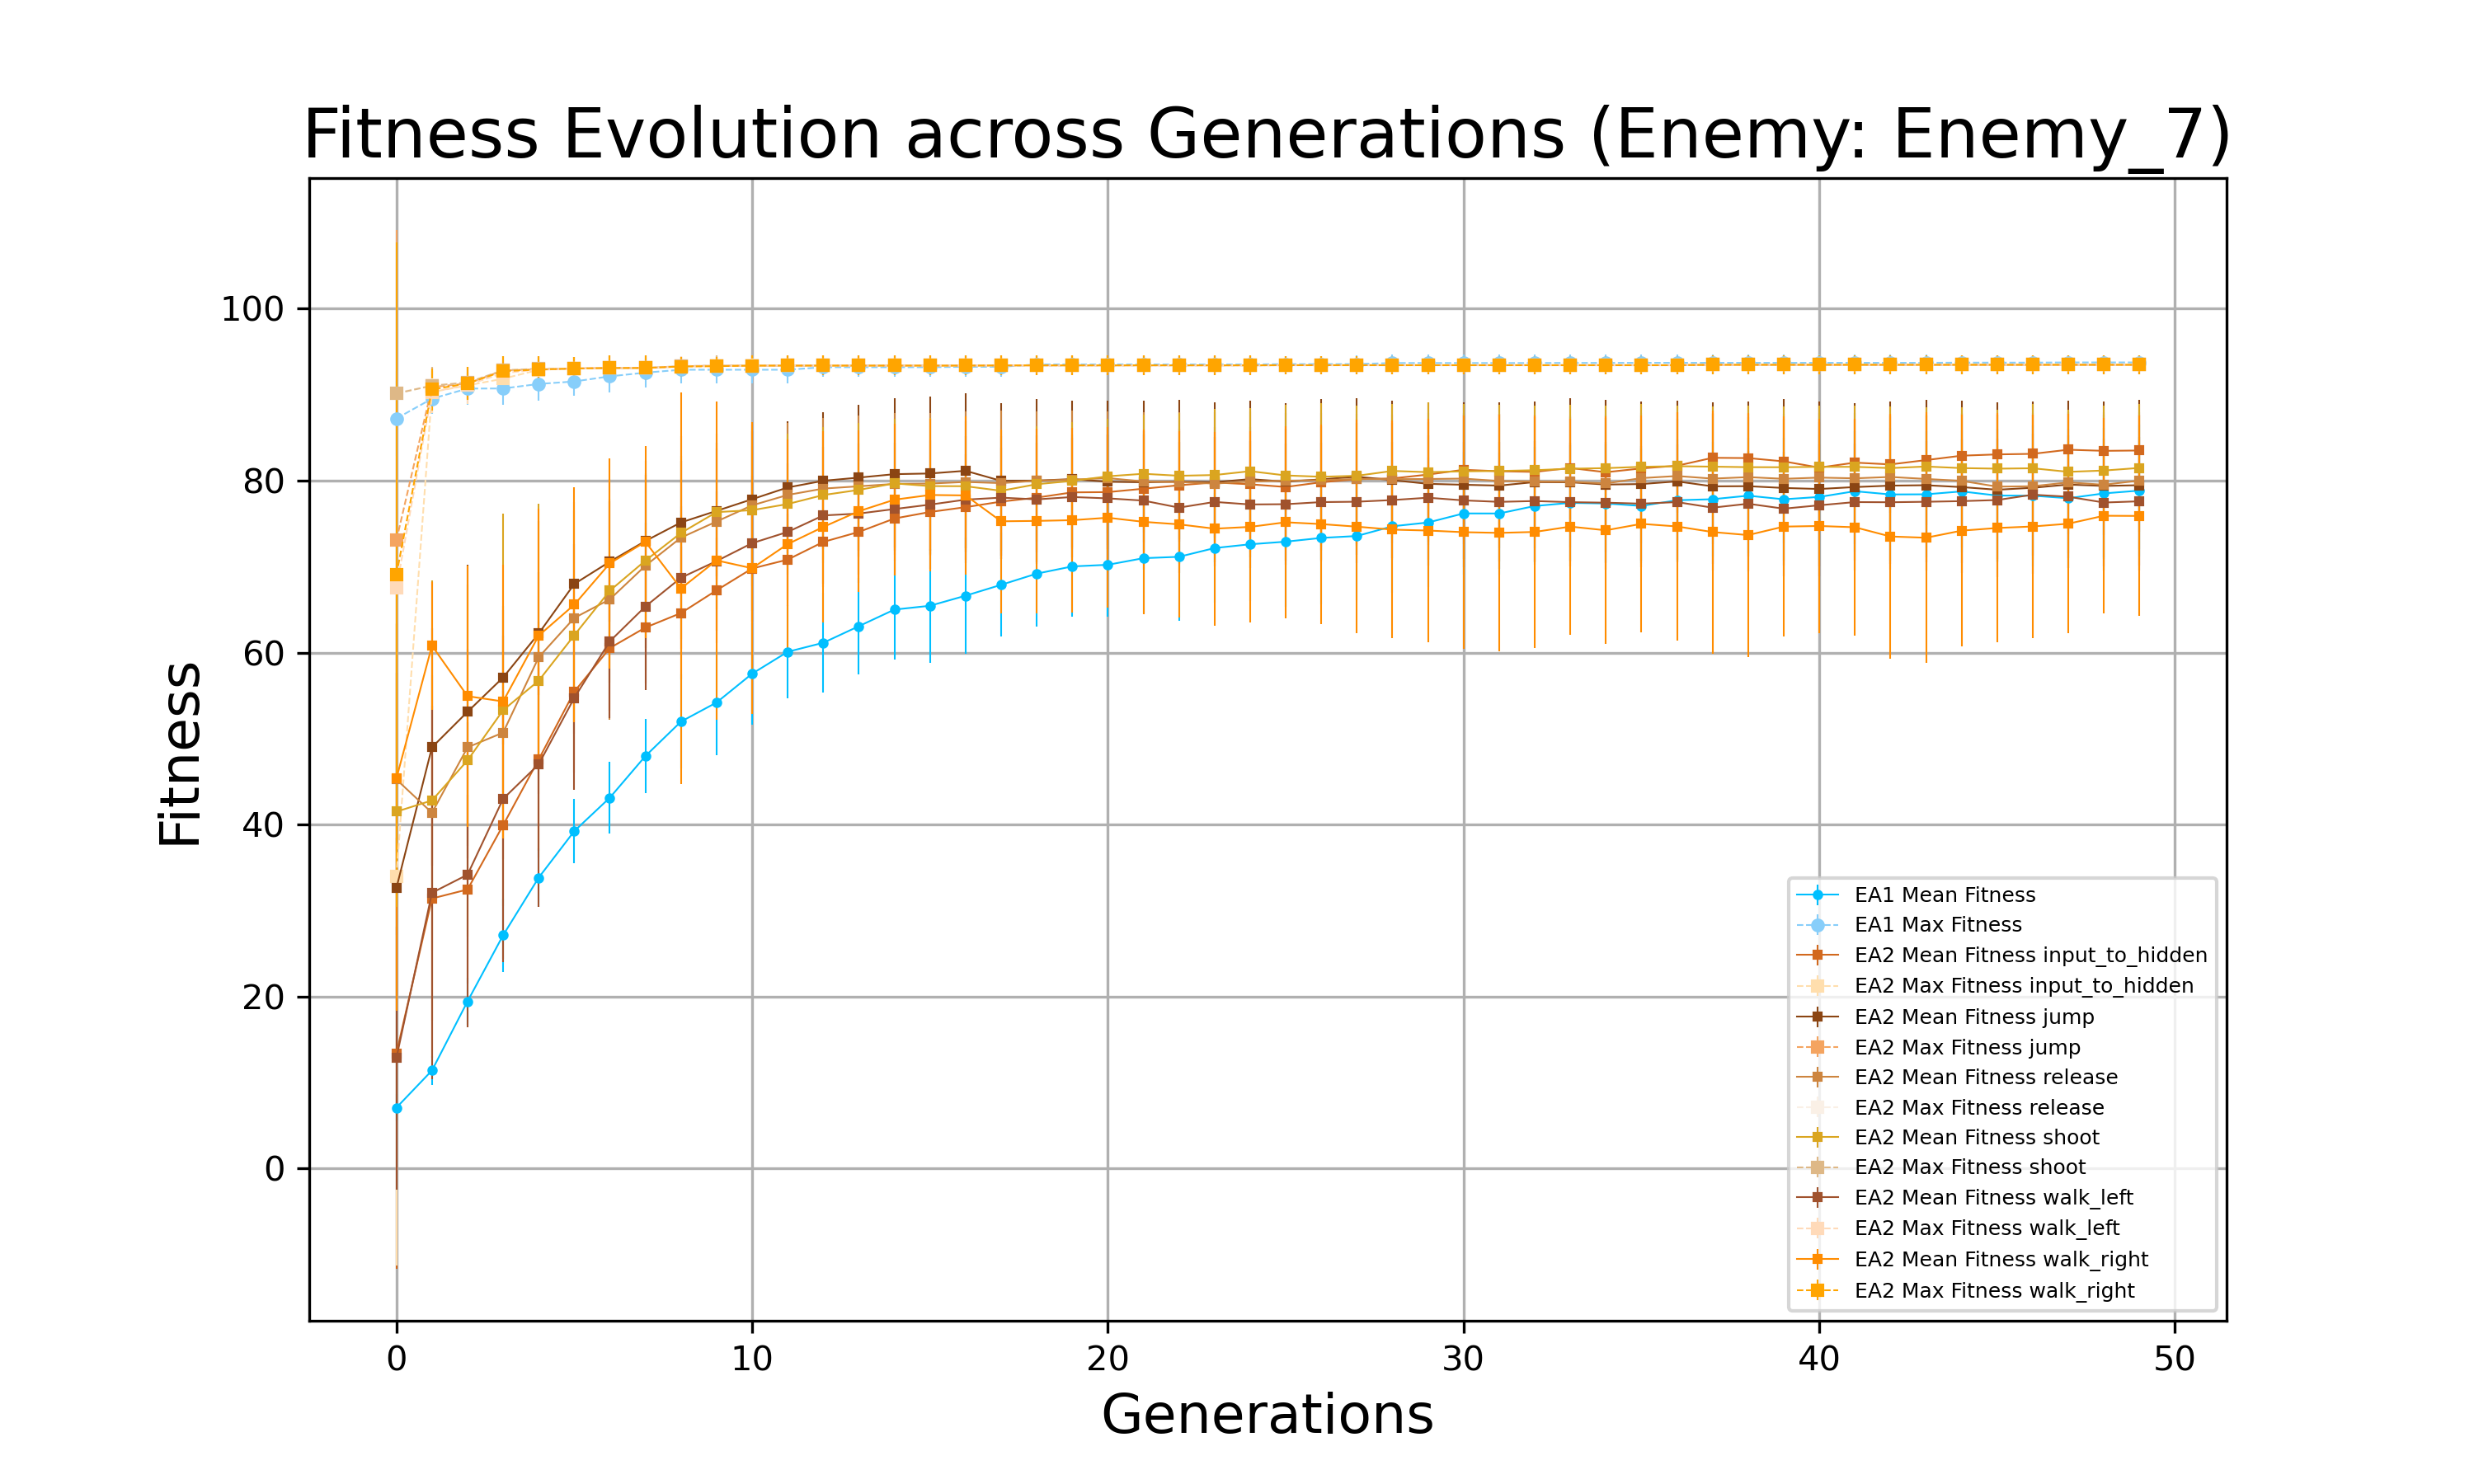 Fitness Evolution across Generations (Enemy: Enemy_7)
Fitness
100
80
60
40
20
0
0 10 20 30 40 50
Generations
EA1 Mean Fitness
EA1 Max Fitness
EA2 Mean Fitness input_to_hidden
EA2 Max Fitness input_to_hidden
EA2 Mean Fitness jump
EA2 Max Fitness jump
EA2 Mean Fitness release
EA2 Max Fitness release
EA2 Mean Fitness shoot
EA2 Max Fitness shoot
EA2 Mean Fitness walk_left
EA2 Max Fitness walk_left
EA2 Mean Fitness walk_right
EA2 Max Fitness walk_right